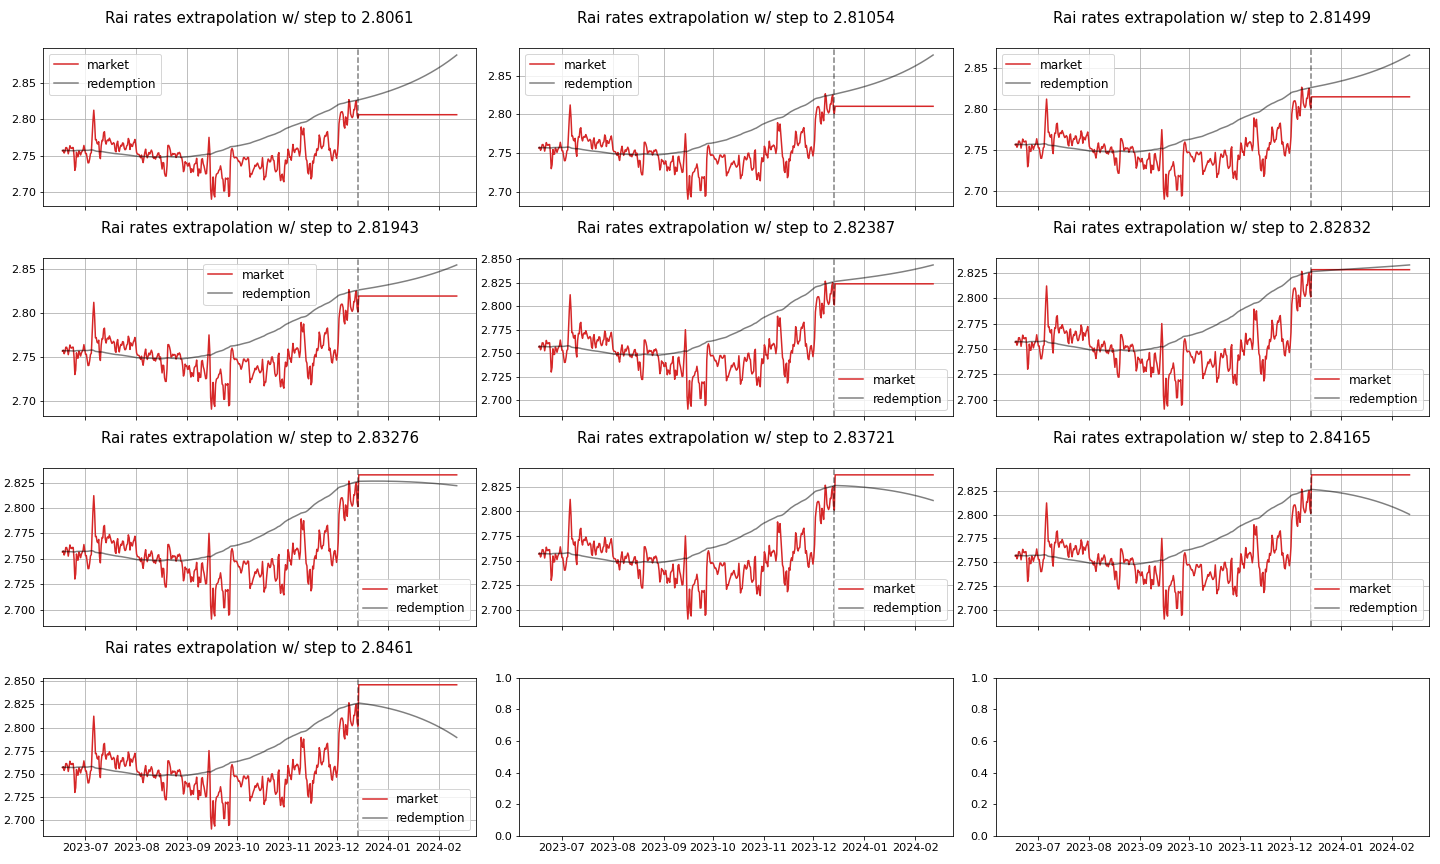 Rai rates extrapolation w/ step to 2.8061
Rai rates extrapolation w/ step to 2.81054
Rai rates extrapolation w/ step to 2.81499
market
redemption
2.85
2.80
2.75
2.70
market
redemption
2.85
2.80
2.75
2.70
market
redemption
2.85
2.80
2.75
2.70
Rai rates extrapolation w/ step to 2.81943
Rai rates extrapolation w/ step to 2.82387
Rai rates extrapolation w/ step to 2.82832
market
redemption
2.85
2.80
2.75
2.70
2.850
2.825
2.800
2.775
2.750
2.725
2.700
market
redemption
2.825
2.800
2.775
2.750
2.725
2.700
market
redemption
Rai rates extrapolation w/ step to 2.83276
Rai rates extrapolation w/ step to 2.83721
Rai rates extrapolation w/ step to 2.84165
2.825
2.800
2.775
2.750
2.725
2.700
market
redemption
2.825
2.800
2.775
2.750
2.725
2.700
market
redemption
2.825
2.800
2.775
2.750
2.725
2.700
market
redemption
Rai rates extrapolation w/ step to 2.8461
2.850
2.825
2.800
2.775
2.750
2.725
2.700
market
redemption
2023-07 2023-08 2023-09 2023-10 2023-11 2023-12 2024-01 2024-02
1.0
0.8
0.6
0.4
0.2
0.0
2023-07 2023-08 2023-09 2023-10 2023-11 2023-12 2024-01 2024-02
1.0
0.8
0.6
0.4
0.2
0.0
2023-07 2023-08 2023-09 2023-10 2023-11 2023-12 2024-01 2024-02